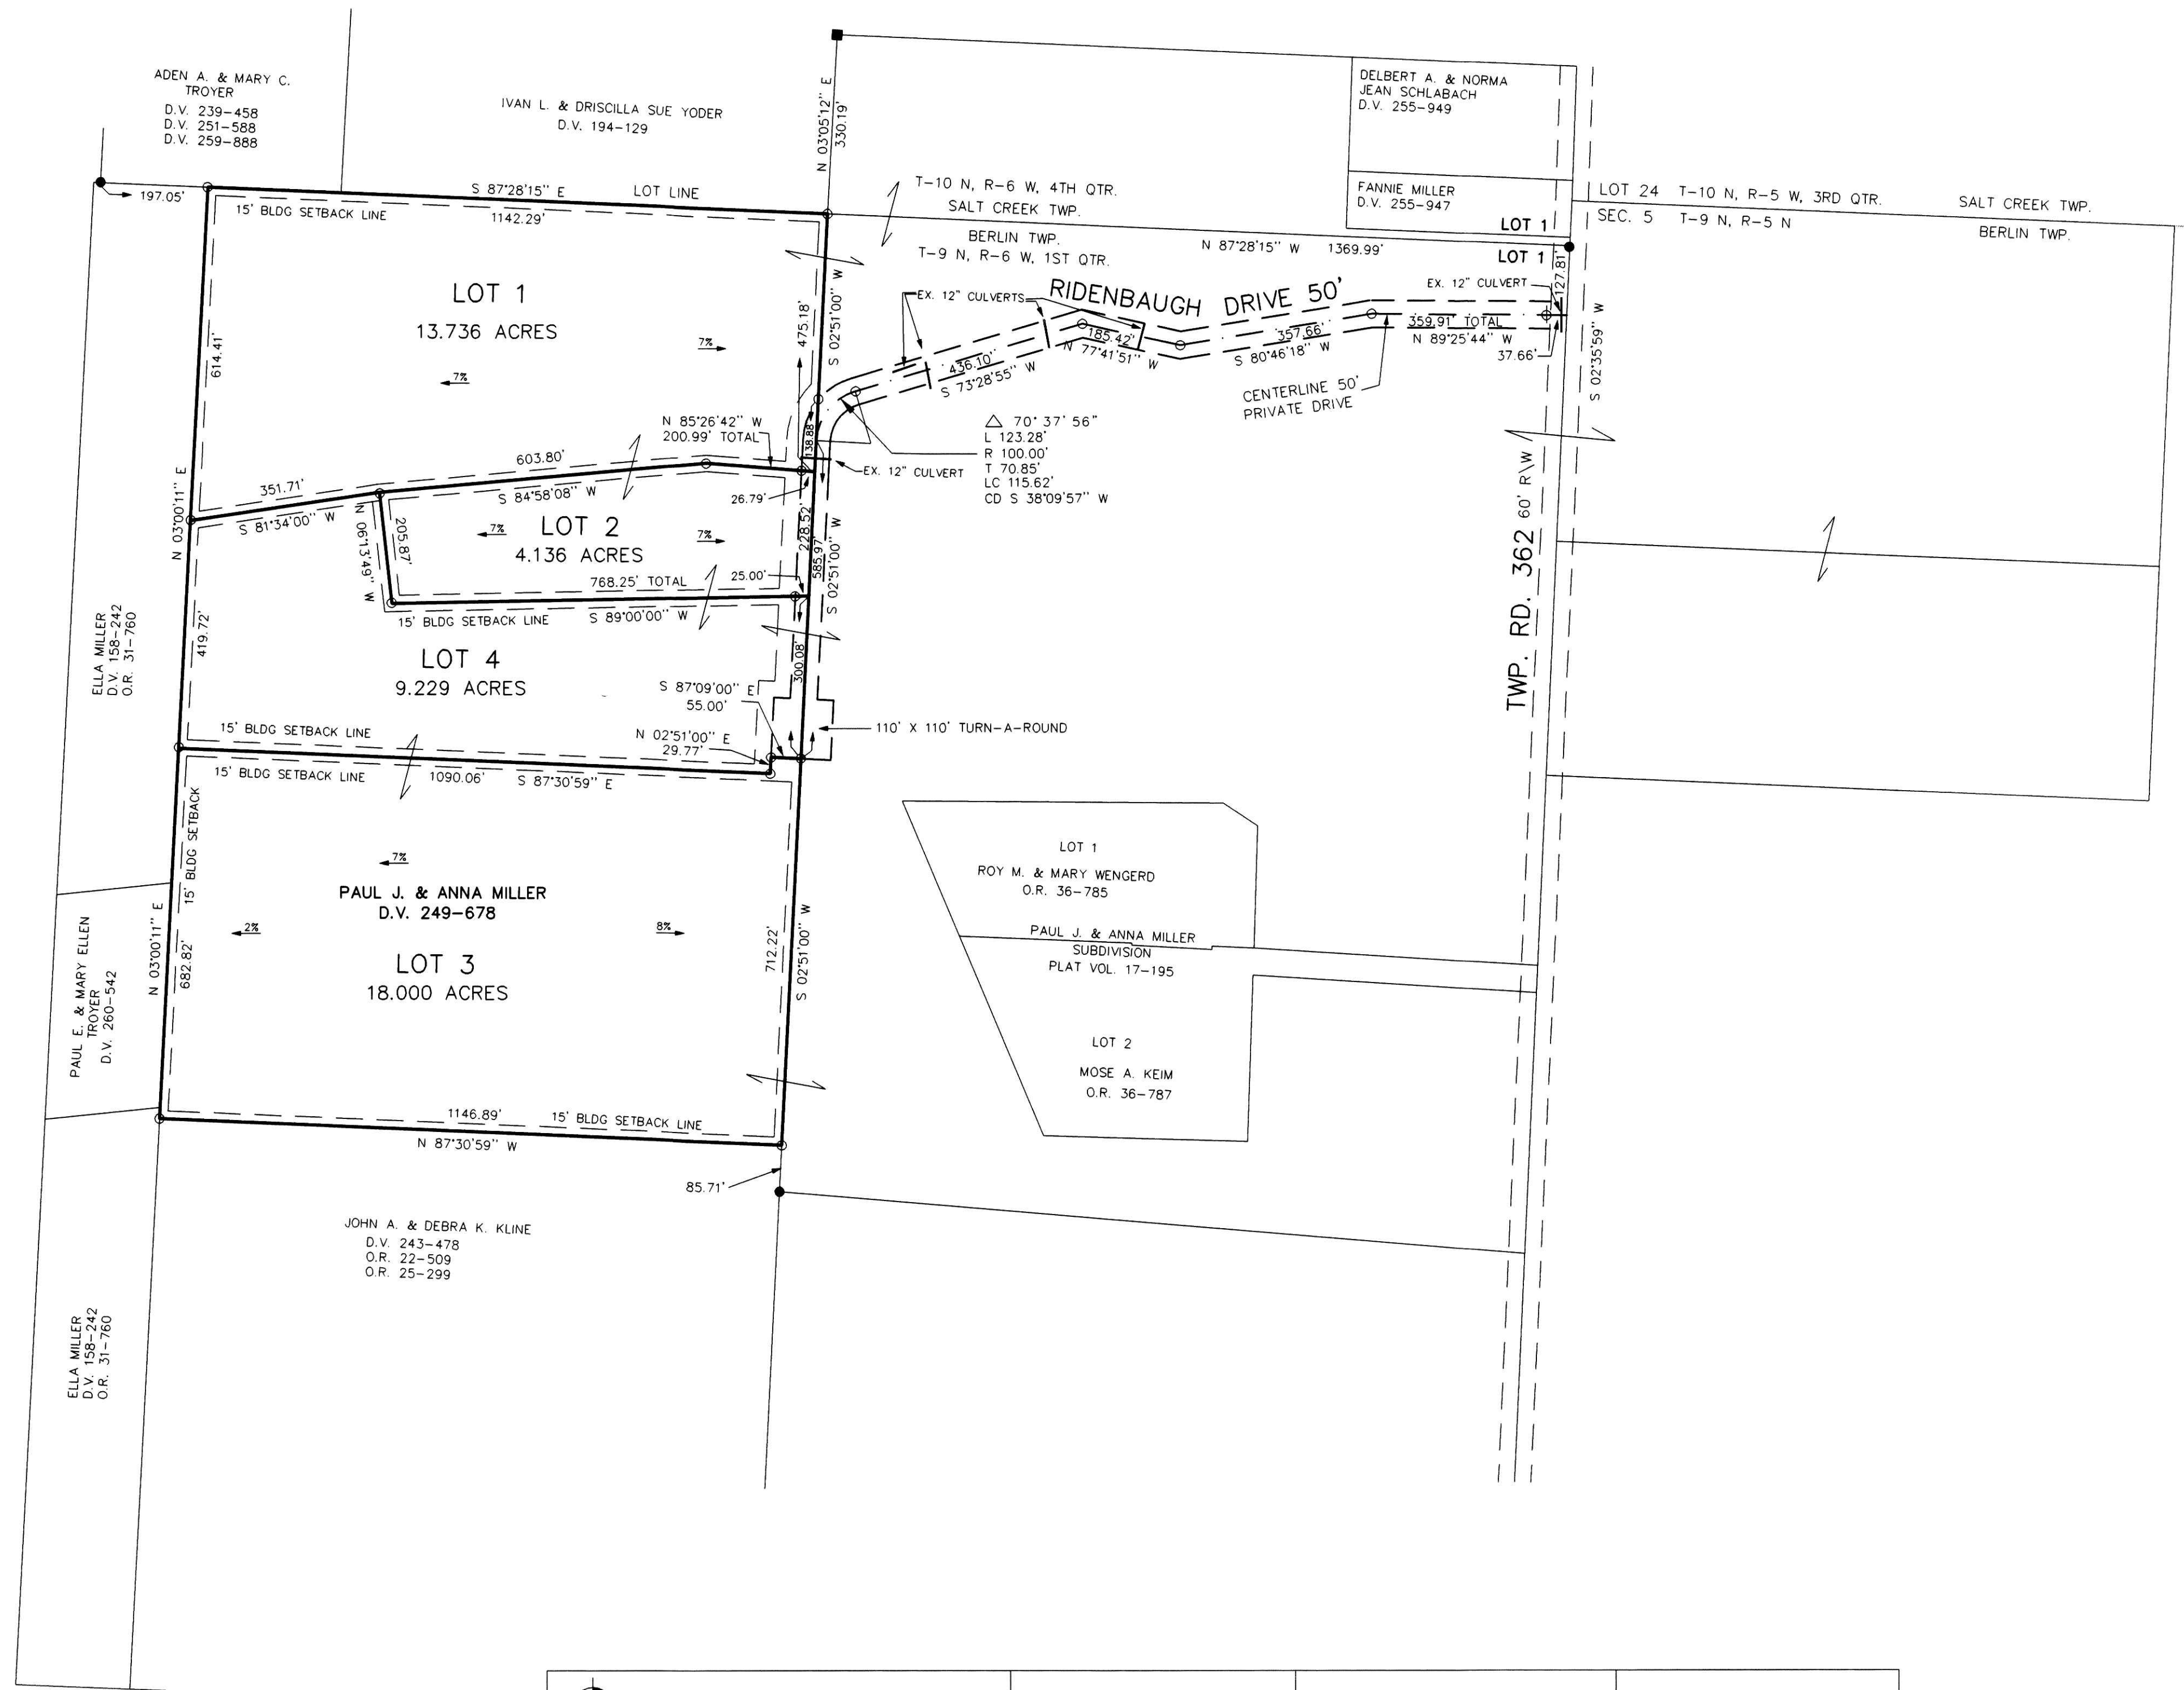 ADEN A. & MARY C.
TROYER
D.V. 239-458
D.V. 251-588
D.V. 259-888
IVAN L. & DRISCILLA SUE YODER
D.V. 194-129
N 03°05'12" E
330.19'
DELBERT A. & NORMA
JEAN SCHLABACH
D.V. 255-949
FANNIE MILLER
D.V. 255-947
LOT 1
LOT 1
T-10 N, R-6 W, 4TH QTR.
SALT CREEK TWP.
BERLIN TWP.
T-9 N, R-6 W, 1ST QTR.
N 87°28'15" W 1369.99'
LOT 24 T-10 N, R-5 W, 3RD QTR. SALT CREEK TWP.
SEC. 5 T-9 N, R-5 N BERLIN TWP.
197.05'
S 87°28'15" E LOT LINE
15' BLDG SETBACK LINE
1142.29'
LOT 1
13.736 ACRES
7%
7%
614.41'
475.18'
S 02°51'00" W
EX. 12" CULVERTS
RIDENBAUGH DRIVE 50'
EX. 12" CULVERT
127.81'
436.10'
S 73°28'55" W
185.42'
N 77°41'51" W
357.66'
S 80°46'18" W
359.91' TOTAL
N 89°25'44" W
37.66'
S 02°35'59" W
CENTERLINE 50'
PRIVATE DRIVE
△ 70° 37' 56"
L 123.28'
R 100.00'
T 70.85'
LC 115.62'
CD S 38°09'57" W
N 85°26'42" W
200.99' TOTAL
138.88'
EX. 12" CULVERT
26.79'
603.80'
S 84°58'08" W
351.71'
S 81°34'00" W
N 03°00'11" E
N 06°13'49" W
205.87'
LOT 2
4.136 ACRES
7%
7%
228.52'
585.97'
S 02°51'00" W
768.25' TOTAL
25.00'
15' BLDG SETBACK LINE
S 89°00'00" W
419.72'
LOT 4
9.229 ACRES
300.08'
S 87°09'00" E
55.00'
N 02°51'00" E
29.77'
110' X 110' TURN-A-ROUND
TWP. RD. 362 60' R\W
ELLA MILLER
D.V. 158-242
O.R. 31-760
15' BLDG SETBACK LINE
15' BLDG SETBACK LINE
1090.06' S 87°30'59" E
15' BLDG SETBACK
7%
PAUL J. & ANNA MILLER
D.V. 249-678
2%
8%
LOT 3
18.000 ACRES
N 03°00'11" E
682.82'
712.22'
S 02°51'00" W
PAUL E. & MARY ELLEN
TROYER
D.V. 260-542
LOT 1
ROY M. & MARY WENGERD
O.R. 36-785
PAUL J. & ANNA MILLER
SUBDIVISION
PLAT VOL. 17-195
LOT 2
MOSE A. KEIM
O.R. 36-787
1146.89' 15' BLDG SETBACK LINE
N 87°30'59" W
85.71'
JOHN A. & DEBRA K. KLINE
D.V. 243-478
O.R. 22-509
O.R. 25-299
ELLA MILLER
D.V. 158-242
O.R. 31-760